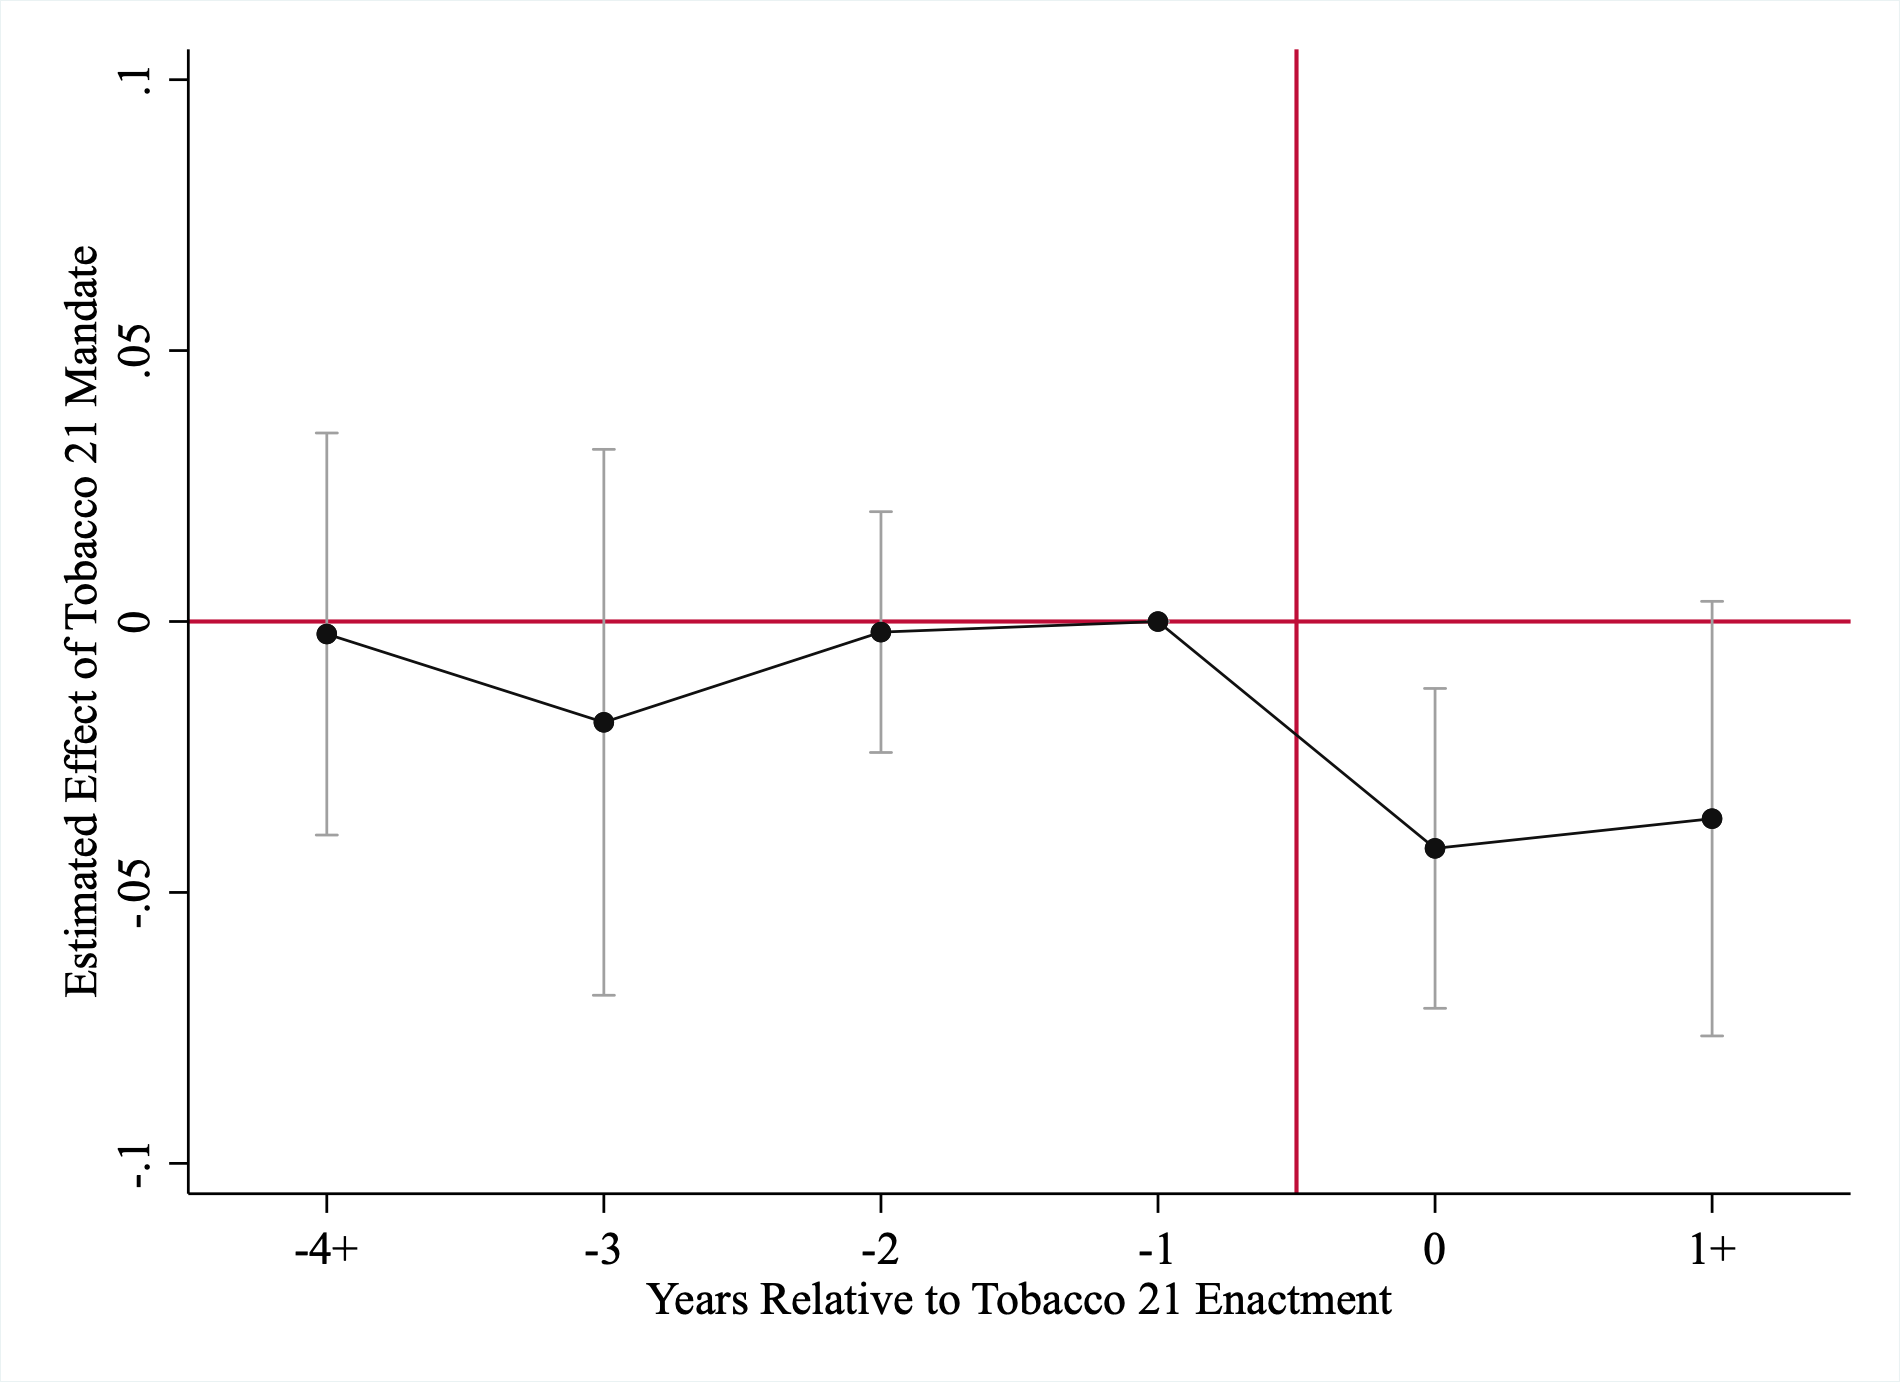 Estimated Effect of Tobacco 21 Mandate
.1
.05
0
-.05
-.1
-4+ -3 -2 -1 0 1+
Years Relative to Tobacco 21 Enactment